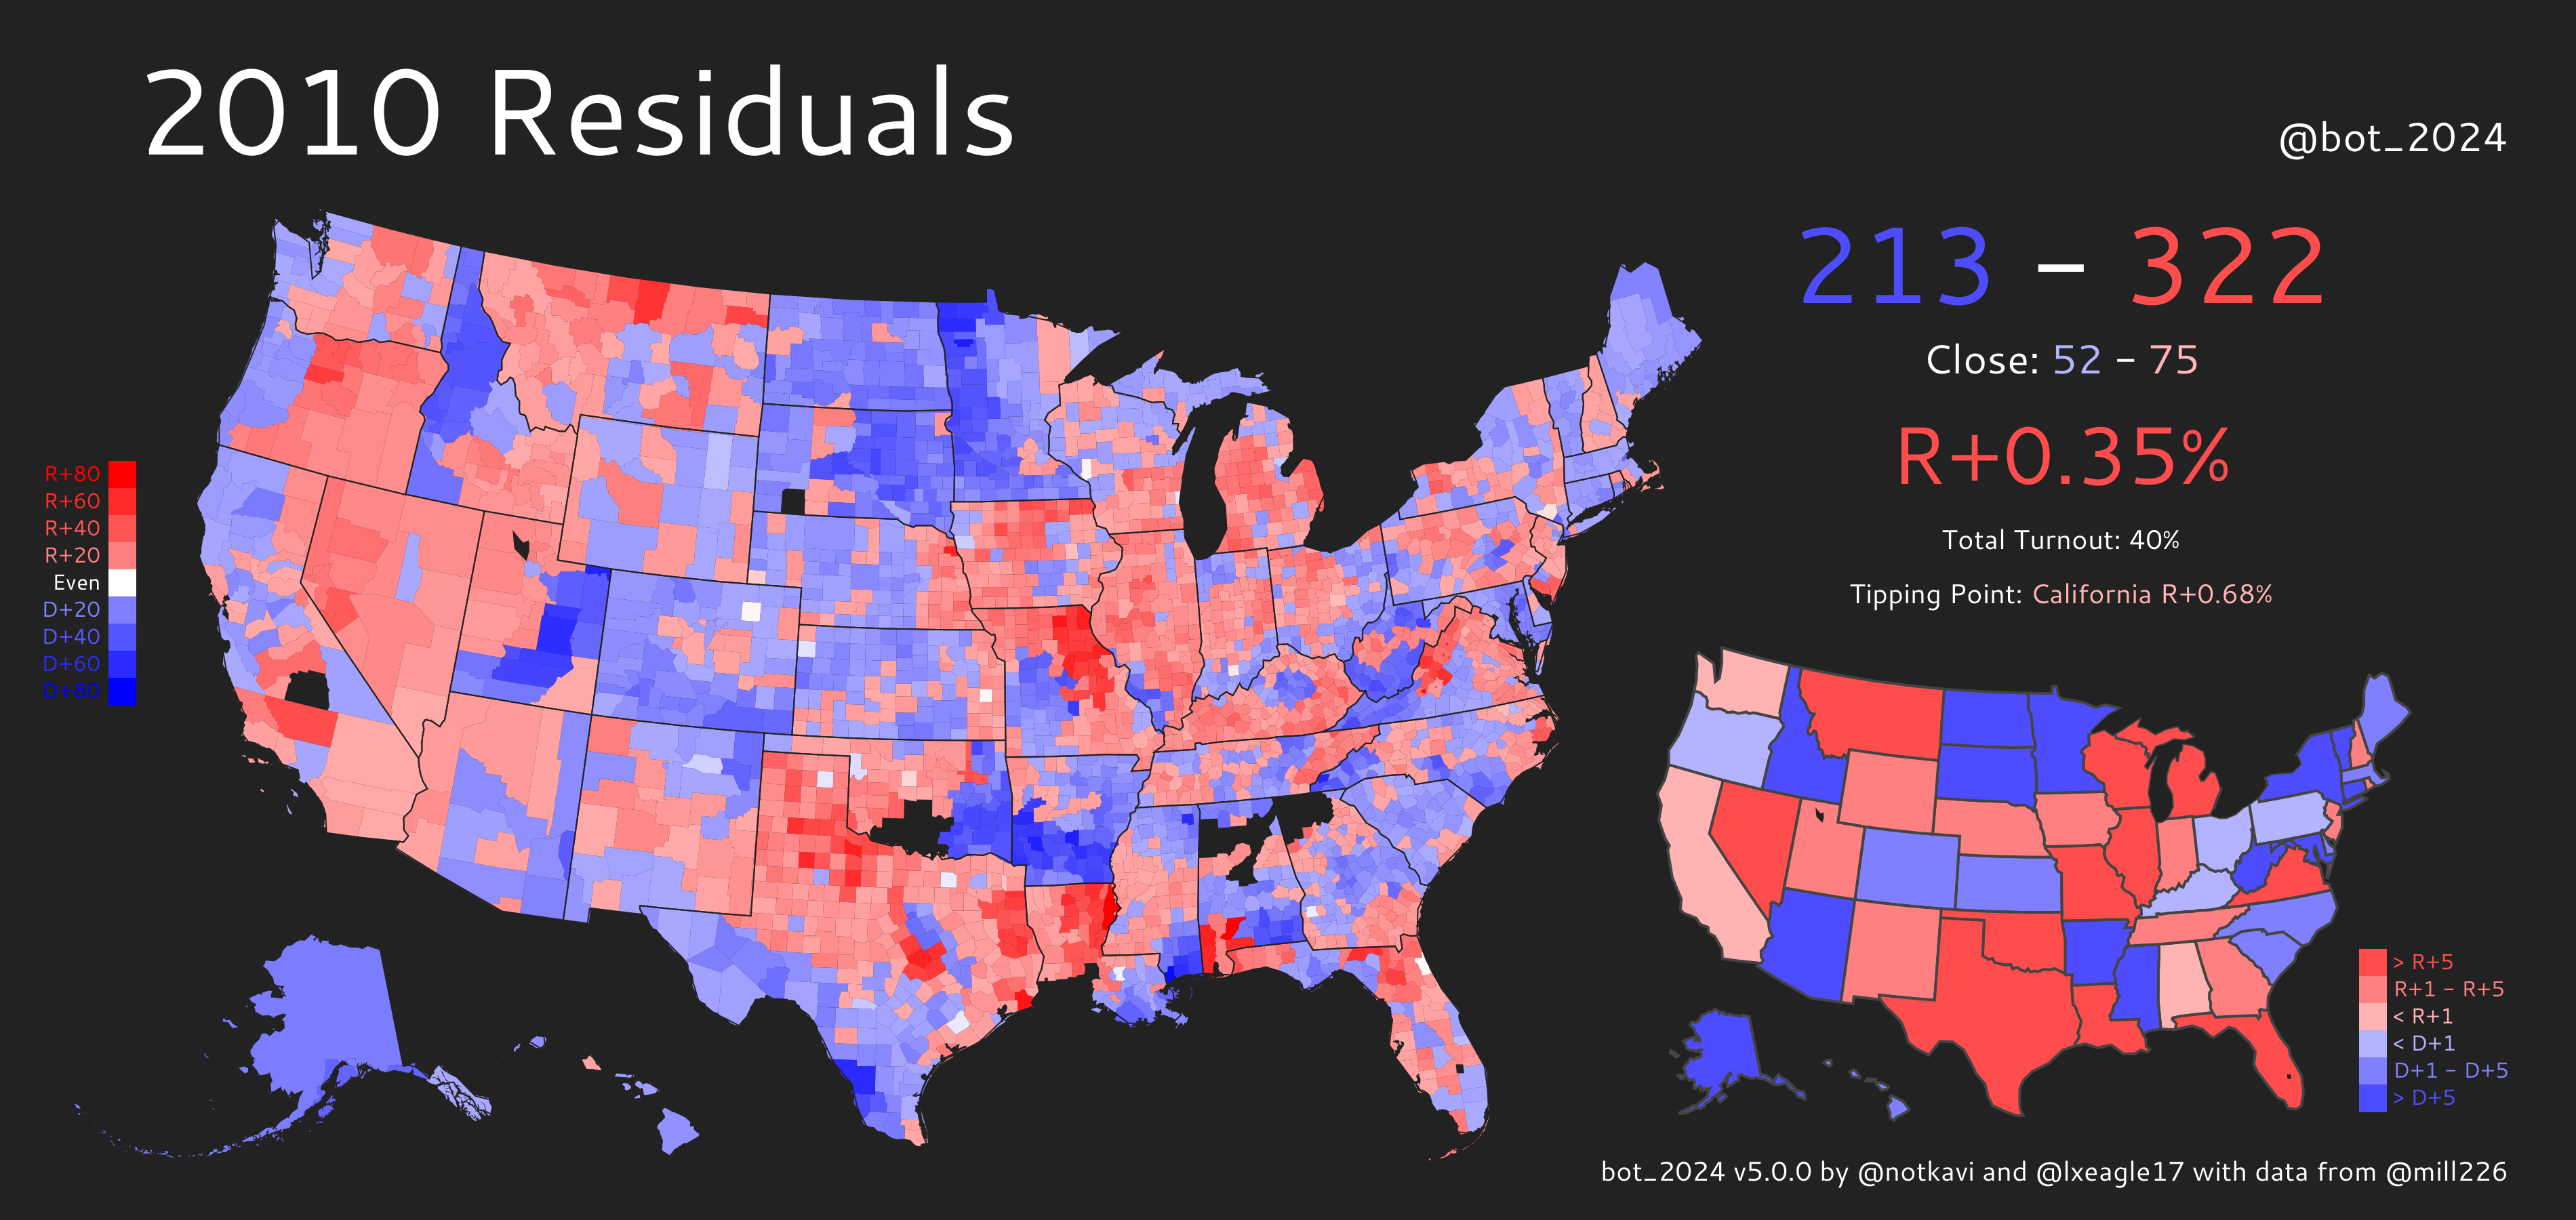 2010 Residuals
@bot_2024
213 – 322
Close: 52 – 75
R+0.35%
Total Turnout: 40%
Tipping Point: California R+0.68%
R+80
R+60
R+40
R+20
Even
D+20
D+40
D+60
D+80
> R+5
R+1 – R+5
< R+1
< D+1
D+1 – D+5
> D+5
bot_2024 v5.0.0 by @notkavi and @lxeagle17 with data from @mill226